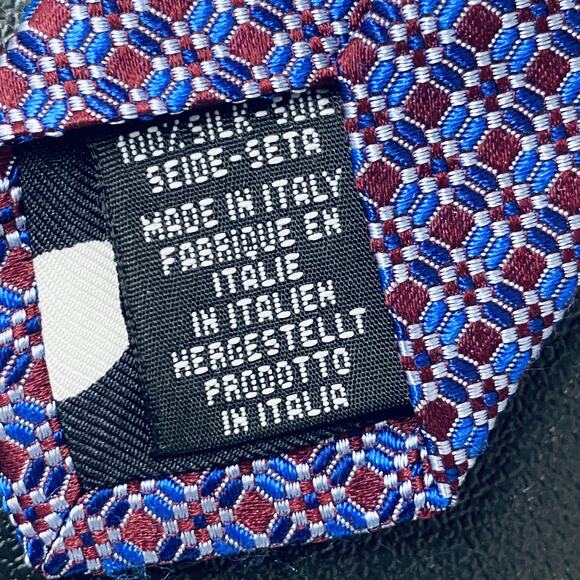 100% SILK-SOIE
SEIDE-SETA
MADE IN ITALY
FABRIQUE EN
ITALIE
IN ITALIEN
HERGESTELLT
PRODOTTO
IN ITALIA